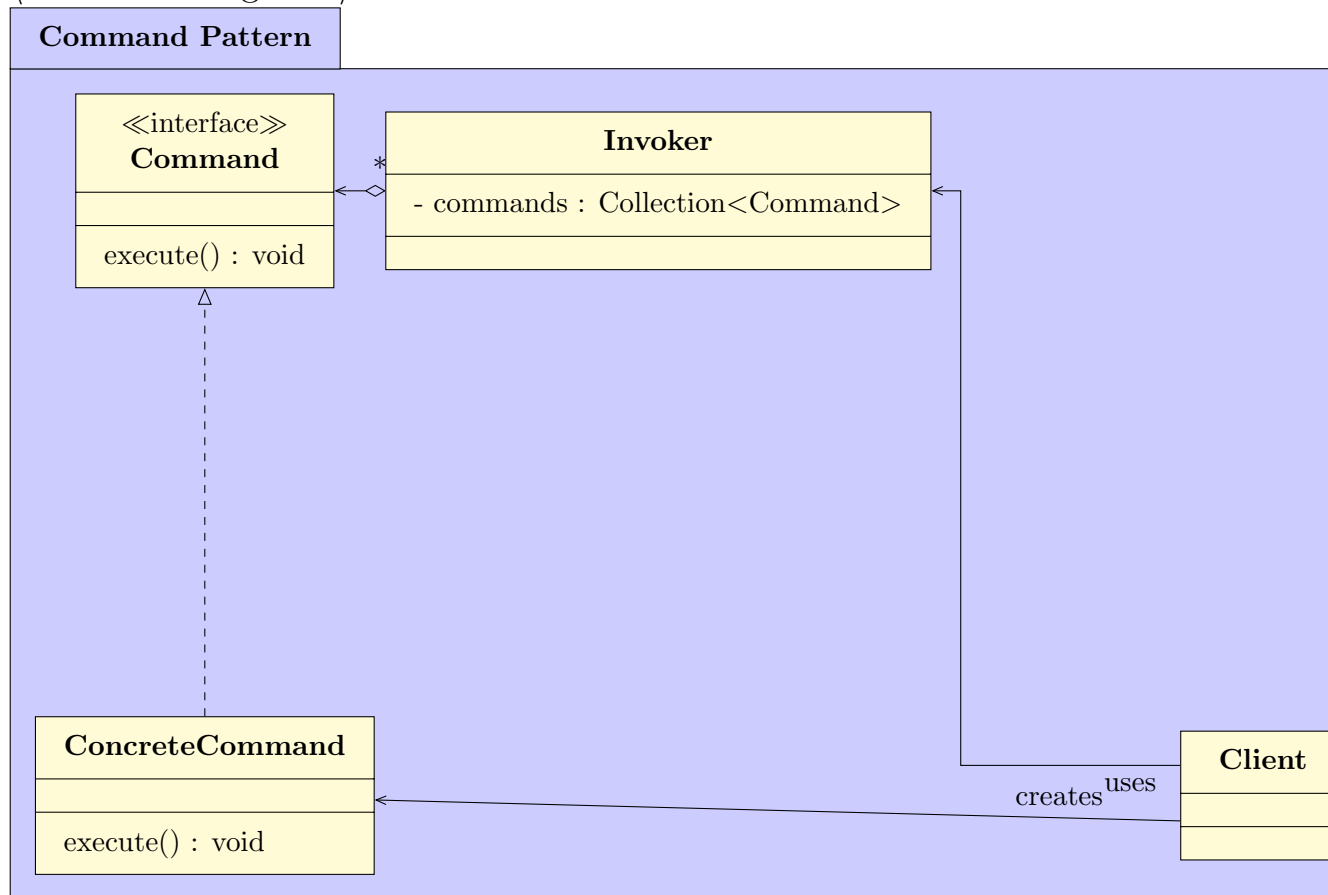 Command Pattern
≪interface≫
Command
execute() : void
*
Invoker
- commands : Collection<Command>
ConcreteCommand
execute() : void
creates
uses
Client